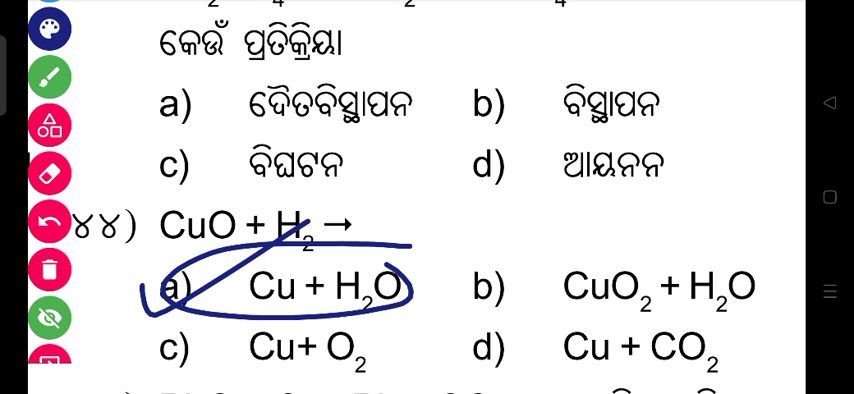 କେଉଁ ପ୍ରତିକ୍ରିୟା
a) ଦୈତବିସ୍ଥାପନ b) ବିସ୍ଥାପନ
c) ବିଘଟନ d) ଆୟନନ
୪୪) CuO + H₂ →
a) Cu + H₂O b) CuO₂ + H₂O
c) Cu+ O₂ d) Cu + CO₂